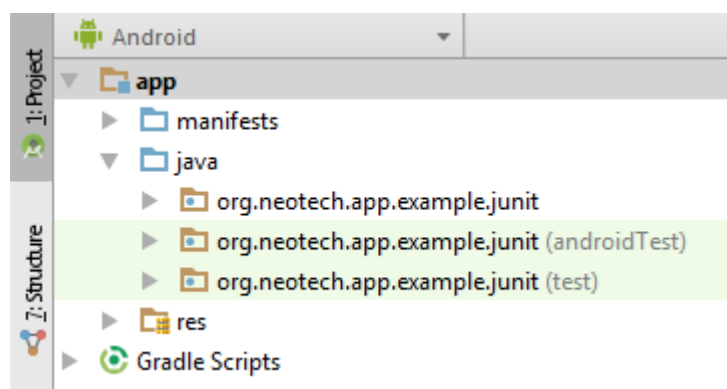 Android
1: Project
app
manifests
java
org.neotech.app.example.junit
org.neotech.app.example.junit (androidTest)
org.neotech.app.example.junit (test)
7: Structure
res
Gradle Scripts